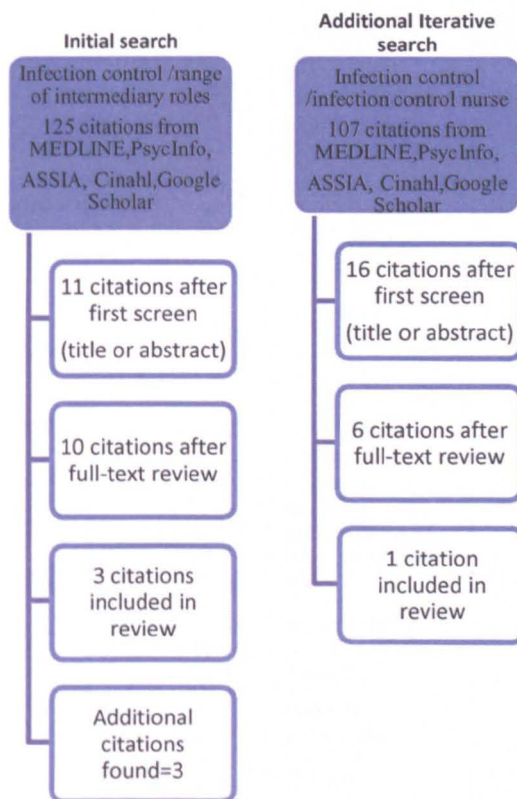 Initial search
Infection control /range
of intermediary roles
125 citations from
MEDLINE,PsycInfo,
ASSIA, Cinahl,Google
Scholar
11 citations after
first screen
(title or abstract)
10 citations after
full-text review
3 citations
included in
review
Additional
citations
found=3
Additional Iterative
search
Infection control
/infection control nurse
107 citations from
MEDLINE,PsycInfo,
ASSIA, Cinahl,Google
Scholar
16 citations after
first screen
(title or abstract)
6 citations after
full-text review
1 citation
included in
review